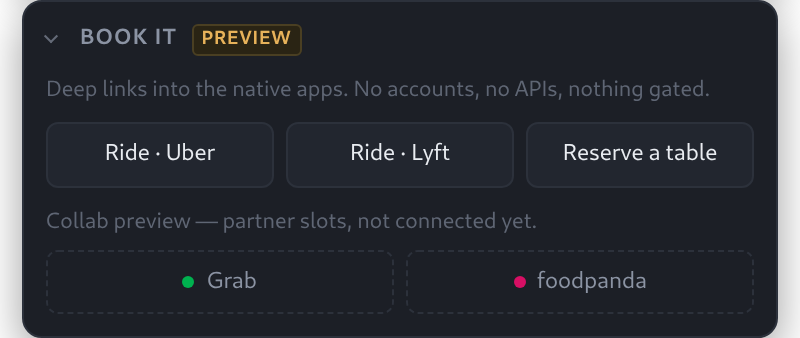 BOOK IT PREVIEW
Deep links into the native apps. No accounts, no APIs, nothing gated.
Ride · Uber Ride · Lyft Reserve a table
Collab preview — partner slots, not connected yet.
Grab foodpanda